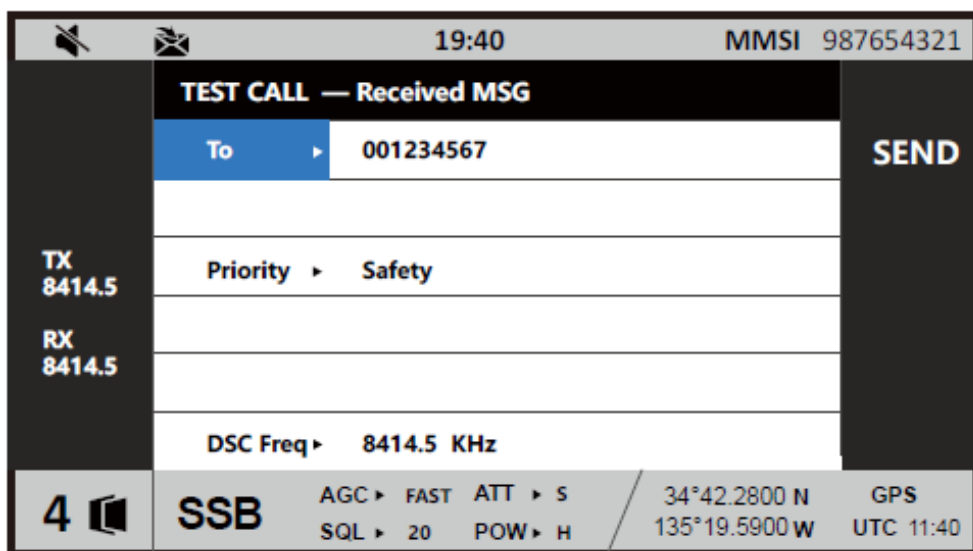 19:40 MMSI 987654321
TEST CALL — Received MSG
To ▸ 001234567
SEND
Priority ▸ Safety
TX
8414.5
RX
8414.5
DSC Freq ▸ 8414.5 KHz
4 SSB
AGC ▸ FAST ATT ▸ S
SQL ▸ 20 POW ▸ H
34°42.2800 N
135°19.5900 W
GPS
UTC 11:40